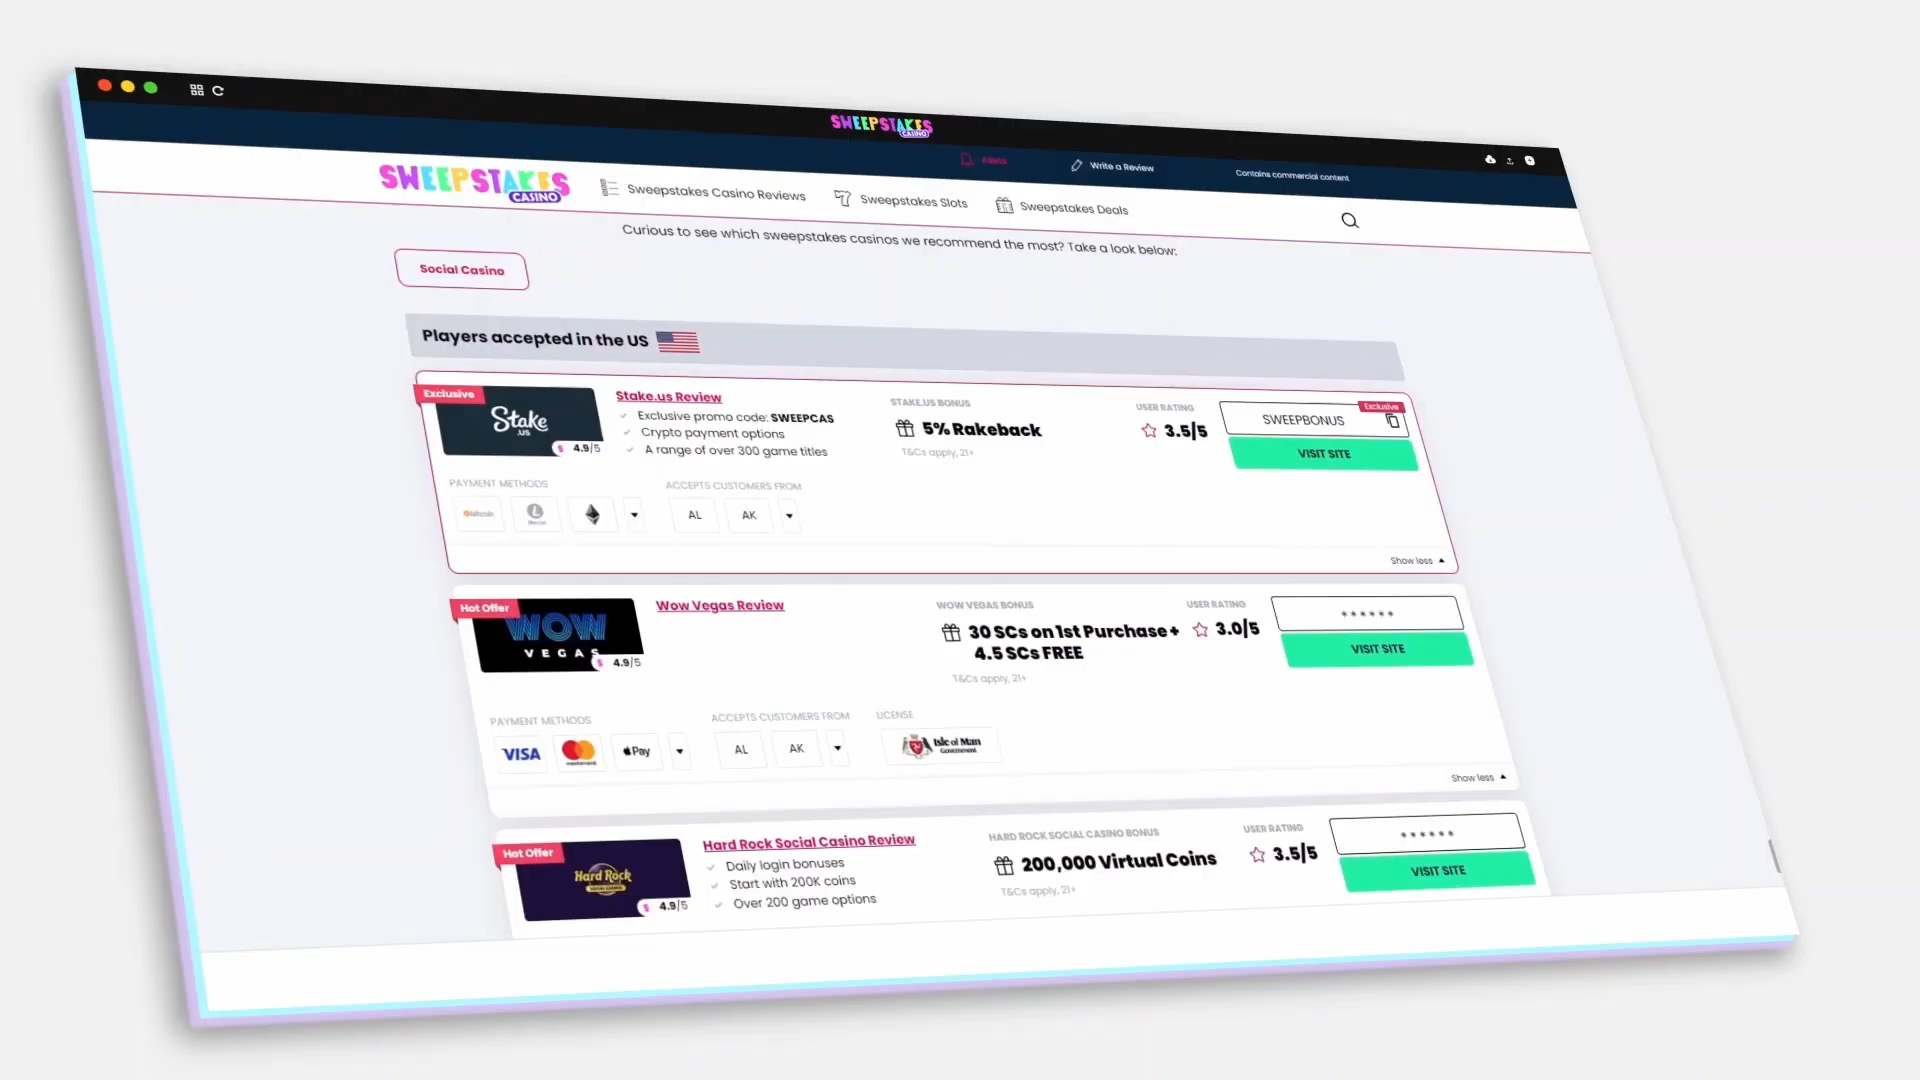 SWEEPSTAKES
CASINO
Alerts
Write a Review
Contains commercial content
SWEEPSTAKES
CASINO
Sweepstakes Casino Reviews
Sweepstakes Slots
Sweepstakes Deals
Curious to see which sweepstakes casinos we recommend the most? Take a look below:
Social Casino
Players accepted in the US
Exclusive
Stake
.US
4.9/5
Stake.us Review
Exclusive promo code: SWEEPCAS
Crypto payment options
A range of over 300 game titles
STAKE.US BONUS
5% Rakeback
T&Cs apply, 21+
USER RATING
3.5/5
Exclusive
SWEEPBONUS
VISIT SITE
PAYMENT METHODS
bitcoin
litecoin
ACCEPTS CUSTOMERS FROM
AL
AK
Show less
Hot Offer
WOW
VEGAS
4.9/5
Wow Vegas Review
WOW VEGAS BONUS
30 SCs on 1st Purchase +
4.5 SCs FREE
T&Cs apply, 21+
USER RATING
3.0/5
******
VISIT SITE
PAYMENT METHODS
VISA
mastercard
Pay
ACCEPTS CUSTOMERS FROM
AL
AK
LICENSE
Isle of Man
Government
Show less
Hot Offer
Hard Rock
SOCIAL CASINO
4.9/5
Hard Rock Social Casino Review
Daily login bonuses
Start with 200K coins
Over 200 game options
HARD ROCK SOCIAL CASINO BONUS
200,000 Virtual Coins
T&Cs apply, 21+
USER RATING
3.5/5
******
VISIT SITE